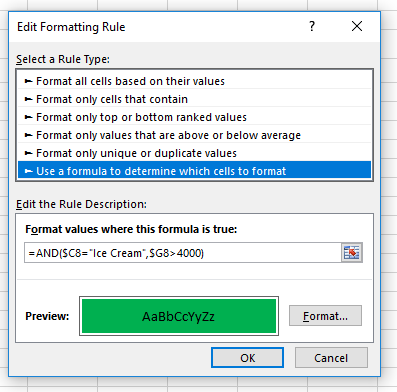 Edit Formatting Rule
?
Select a Rule Type:
► Format all cells based on their values
► Format only cells that contain
► Format only top or bottom ranked values
► Format only values that are above or below average
► Format only unique or duplicate values
► Use a formula to determine which cells to format
Edit the Rule Description:
Format values where this formula is true:
=AND($C8="Ice Cream",$G8>4000)
Preview: AaBbCcYyZz Format...
OK Cancel